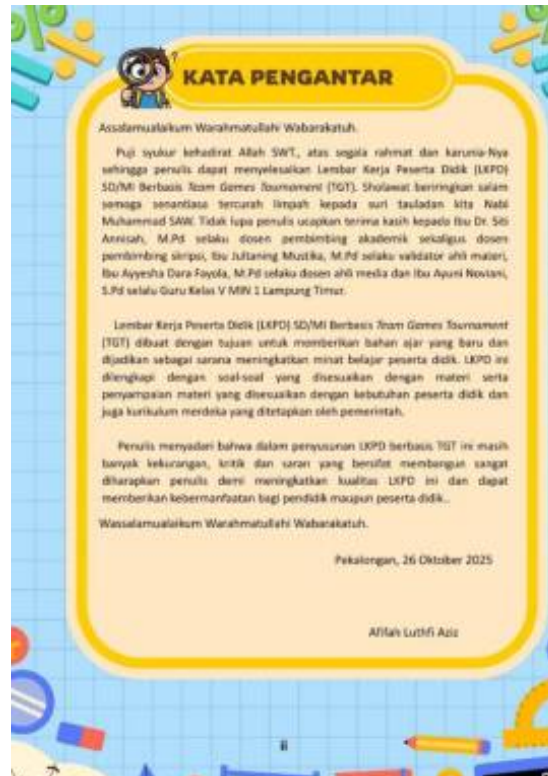 KATA PENGANTAR
Assalamualaikum Warahmatullahi Wabarakatuh.
Puji syukur kehadirat Allah SWT., atas segala rahmat dan karunia-Nya
sehingga penulis dapat menyelesaikan Lembar Kerja Peserta Didik (LKPD)
SD/MI Berbasis Team Games Tournament (TGT). Sholawat beriringkan salam
semoga senantiasa tercurah limpah kepada suri tauladan kita Nabi
Muhammad SAW. Tidak lupa penulis ucapkan terima kasih kepada Ibu Dr. Siti
Annisah, M.Pd selaku dosen pembimbing akademik sekaligus dosen
pembimbing skripsi, Ibu Jultaning Mustika, M.Pd selaku validator ahli materi,
Ibu Ayyesha Dara Fayola, M.Pd selaku dosen ahli media dan Ibu Ayuni Noviani,
S.Pd selalu Guru Kelas V MIN 1 Lampung Timur.
Lembar Kerja Peserta Didik (LKPD) SD/MI Berbasis Team Games Tournament
(TGT) dibuat dengan tujuan untuk memberikan bahan ajar yang baru dan
dijadikan sebagai sarana meningkatkan minat belajar peserta didik. LKPD ini
dilengkapi dengan soal-soal yang disesuaikan dengan materi serta
penyampaian materi yang disesuaikan dengan kebutuhan peserta didik dan
juga kurikulum merdeka yang ditetapkan oleh pemerintah.
Penulis menyadari bahwa dalam penyusunan LKPD berbasis TGT ini masih
banyak kekurangan, kritik dan saran yang bersifat membangun sangat
diharapkan penulis demi meningkatkan kualitas LKPD ini dan dapat
memberikan kebermanfaatan bagi pendidik maupun peserta didik..
Wassalamualaikum Warahmatullahi Wabarakatuh.
Pekalongan, 26 Oktober 2025
Afifah Luthfi Aziz
ii